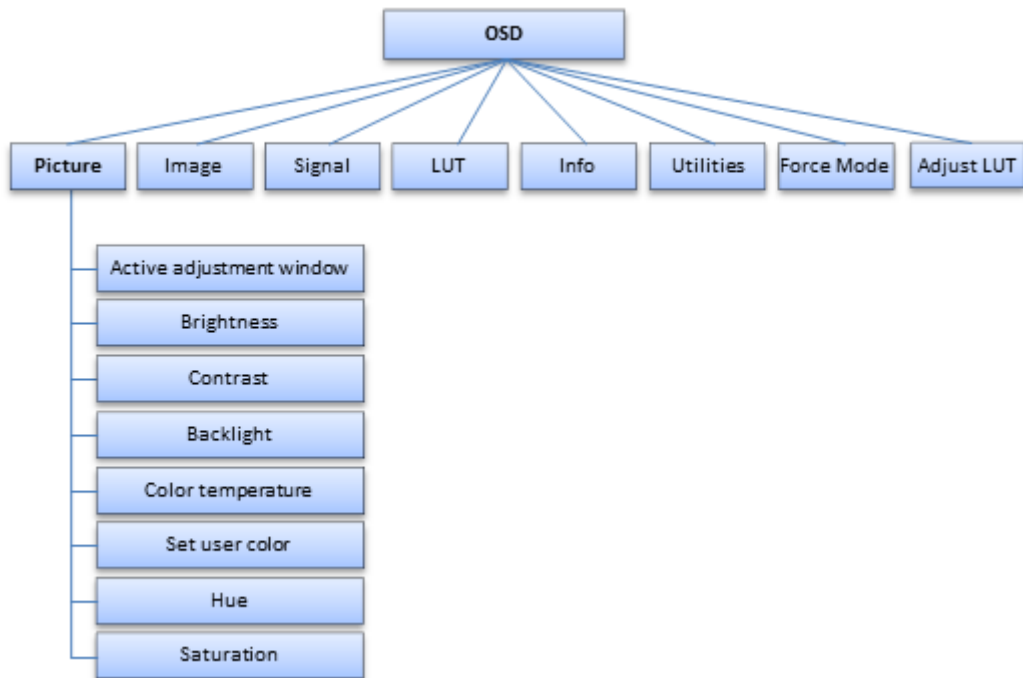 OSD
Picture
Image
Signal
LUT
Info
Utilities
Force Mode
Adjust LUT
Active adjustment window
Brightness
Contrast
Backlight
Color temperature
Set user color
Hue
Saturation